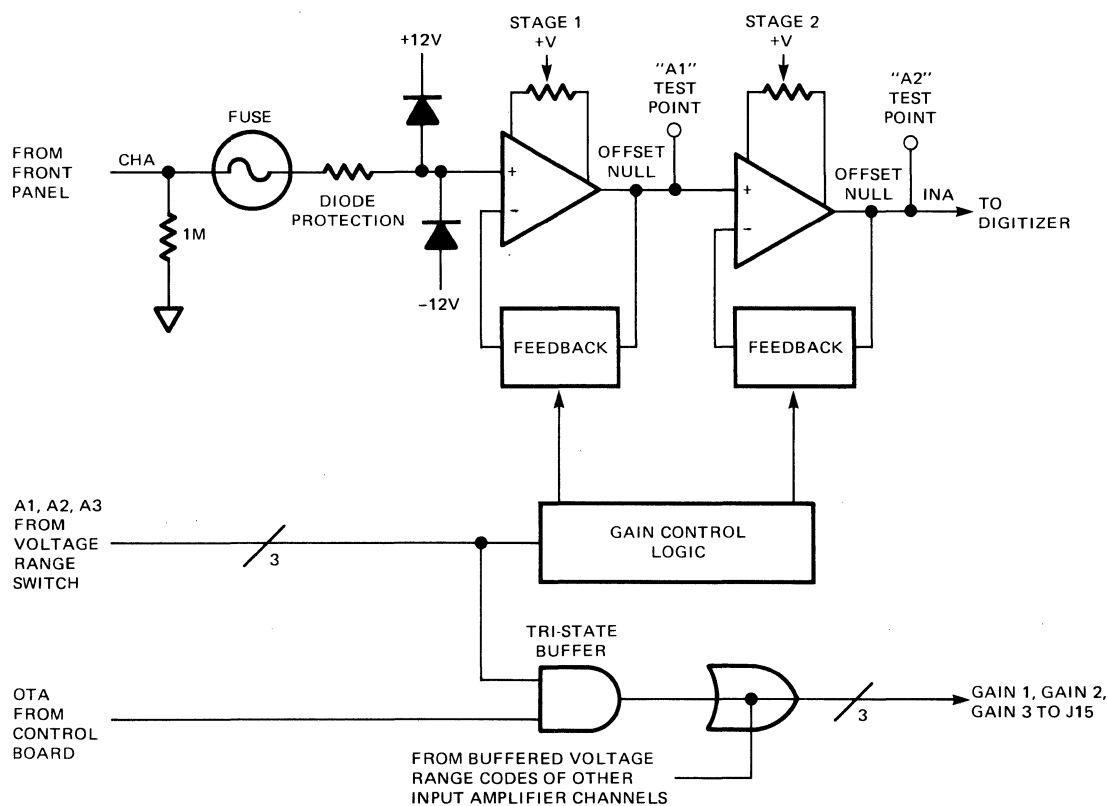 STAGE 1
+V
STAGE 2
+V
+12V
"A1"
TEST
POINT
"A2"
TEST
POINT
FUSE
FROM
FRONT
PANEL
CHA
+
−
OFFSET
NULL
+
−
OFFSET
NULL
INA
TO
DIGITIZER
DIODE
PROTECTION
1M
−12V
FEEDBACK
FEEDBACK
A1, A2, A3
FROM
VOLTAGE
RANGE
SWITCH
3
GAIN CONTROL
LOGIC
TRI-STATE
BUFFER
OTA
FROM
CONTROL
BOARD
3
GAIN 1, GAIN 2,
GAIN 3 TO J15
FROM BUFFERED VOLTAGE
RANGE CODES OF OTHER
INPUT AMPLIFIER CHANNELS